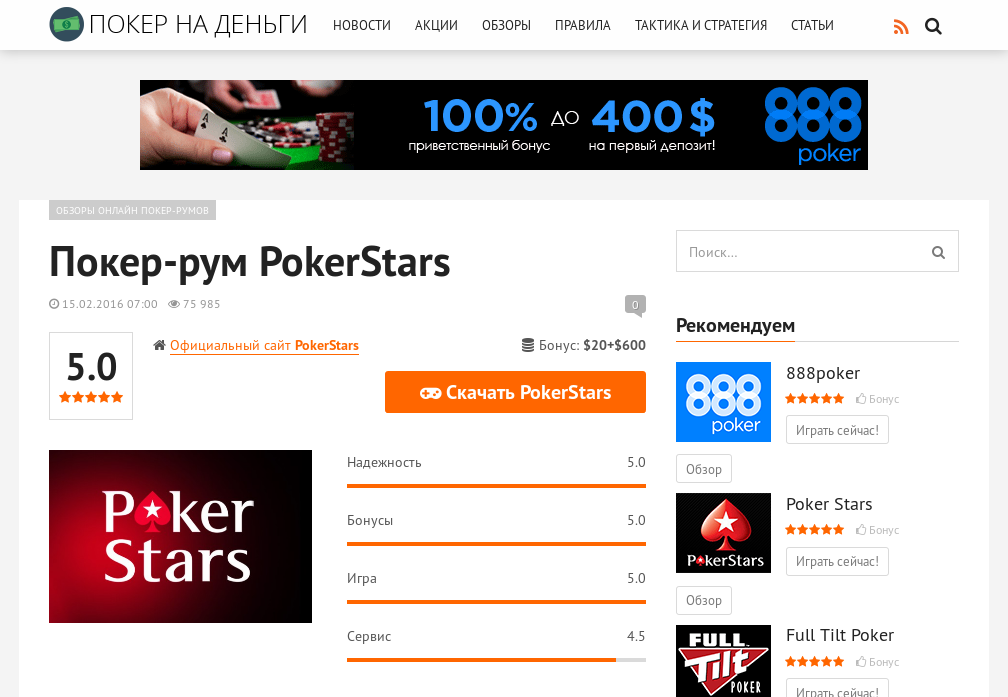 ПОКЕР НА ДЕНЬГИ
НОВОСТИ АКЦИИ ОБЗОРЫ ПРАВИЛА ТАКТИКА И СТРАТЕГИЯ СТАТЬИ
100% ДО 400$
приветственный бонус на первый депозит!
888
poker
ОБЗОРЫ ОНЛАЙН ПОКЕР-РУМОВ
Покер-рум PokerStars
15.02.2016 07:00 75 985
0
5.0
Официальный сайт PokerStars
Бонус: $20+$600
Скачать PokerStars
Poker
Stars
Надежность 5.0
Бонусы 5.0
Игра 5.0
Сервис 4.5
Поиск...
Рекомендуем
888
poker
888poker
Бонус
Играть сейчас!
Обзор
PokerStars
Poker Stars
Бонус
Играть сейчас!
Обзор
FULL
Tilt
POKER
Full Tilt Poker
Бонус
Играть сейчас!